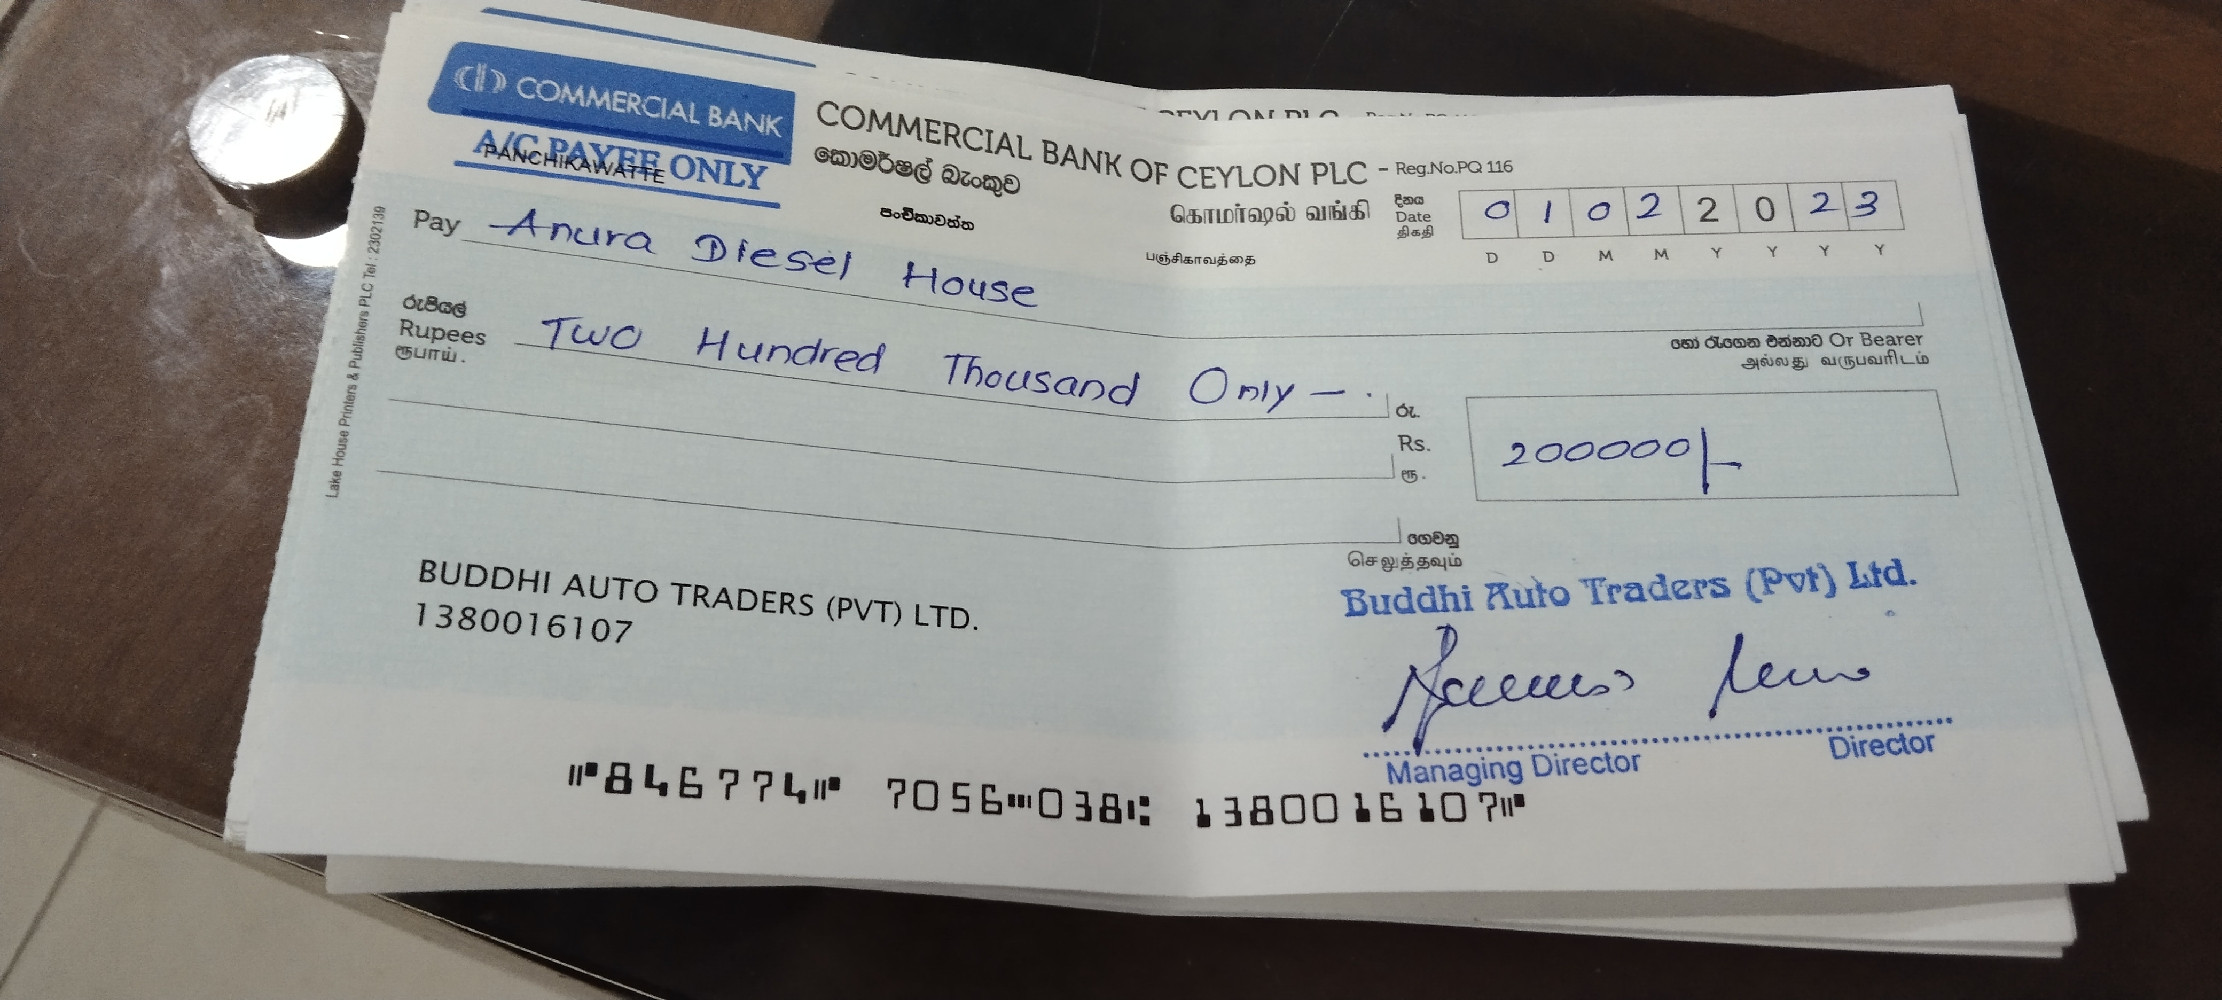 COMMERCIAL BANK
A/C PAYEE ONLY
PANCHIKAWATTE
COMMERCIAL BANK OF CEYLON PLC - Reg.No.PQ 116
කොමර්ෂල් බැංකුව
கொமர்ஷல் வங்கி
පංචිකාවත්ත
பஞ்சிகாவத்தை
දිනය
Date
திகதி
0 1 0 2 2 0 2 3
D D M M Y Y Y Y
Pay Anura Diesel House
හෝ රැගෙන එන්නාට Or Bearer
அல்லது வருபவரிடம்
රුපියල්
Rupees
ரூபாய்.
Two Hundred Thousand Only - .
රු.
Rs.
ரூ.
200000/-
ගෙවනු
செலுத்தவும்
Lake House Printers & Publishers PLC Tel : 2302139
BUDDHI AUTO TRADERS (PVT) LTD.
1380016107
Buddhi Auto Traders (Pvt) Ltd.
Managing Director Director
⑈846774⑈ 7056⑉038⑆ 1380016107⑈